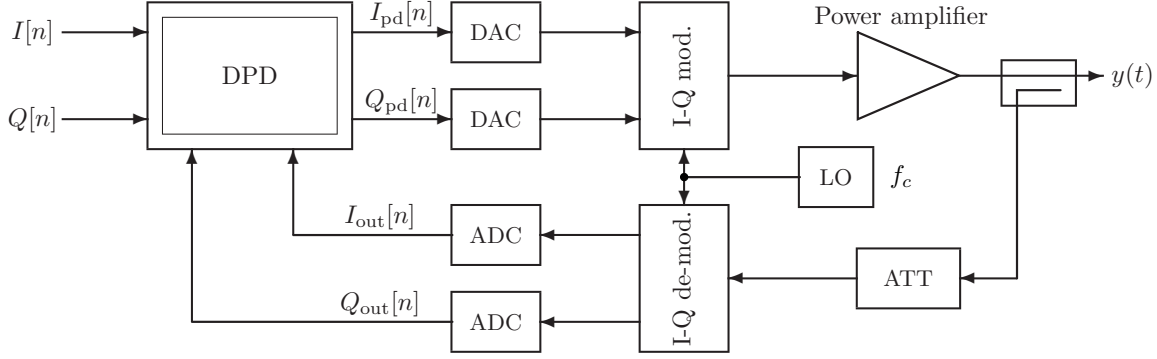 Power amplifier
I[n]
I_pd[n]
DAC
DPD
I-Q mod.
y(t)
Q[n]
Q_pd[n]
DAC
LO
f_c
I_out[n]
ADC
I-Q de-mod.
ATT
Q_out[n]
ADC